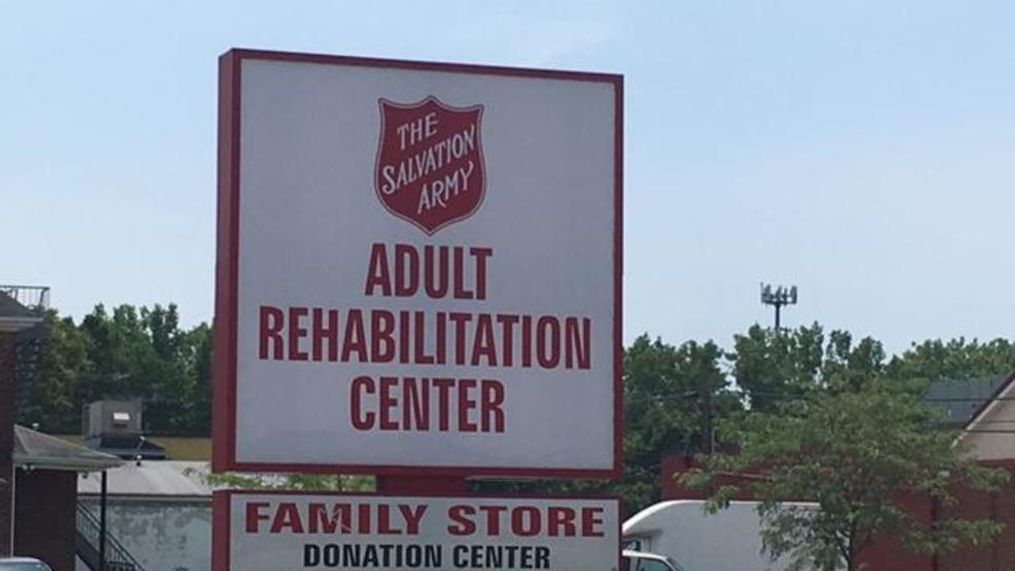 THE
SALVATION
ARMY
ADULT
REHABILITATION
CENTER
FAMILY STORE
DONATION CENTER